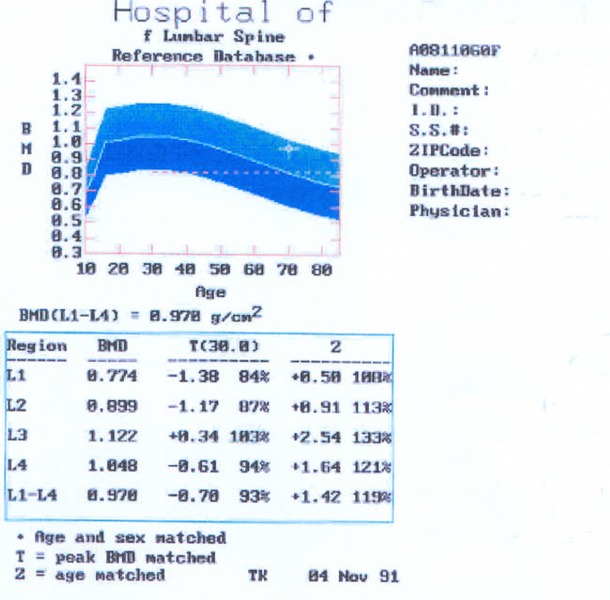 Hospital of
f Lumbar Spine
Reference Database •
1.4
1.3
1.2
1.1
1.0
0.9
0.8
0.7
0.6
0.5
0.4
0.3
B
M
D
10 20 30 40 50 60 70 80
Age
A0811060F
Name:
Comment:
I.D.:
S.S.#:
ZIPCode:
Operator:
BirthDate:
Physician:
BMD(L1-L4) = 0.970 g/cm2
Region BMD T(30.0) Z
L1 0.774 -1.38 84% +0.50 108%
L2 0.899 -1.17 87% +0.91 113%
L3 1.122 +0.34 103% +2.54 133%
L4 1.048 -0.61 94% +1.64 121%
L1-L4 0.970 -0.70 93% +1.42 119%
• Age and sex matched
T = peak BMD matched
Z = age matched TK 04 Nov 91